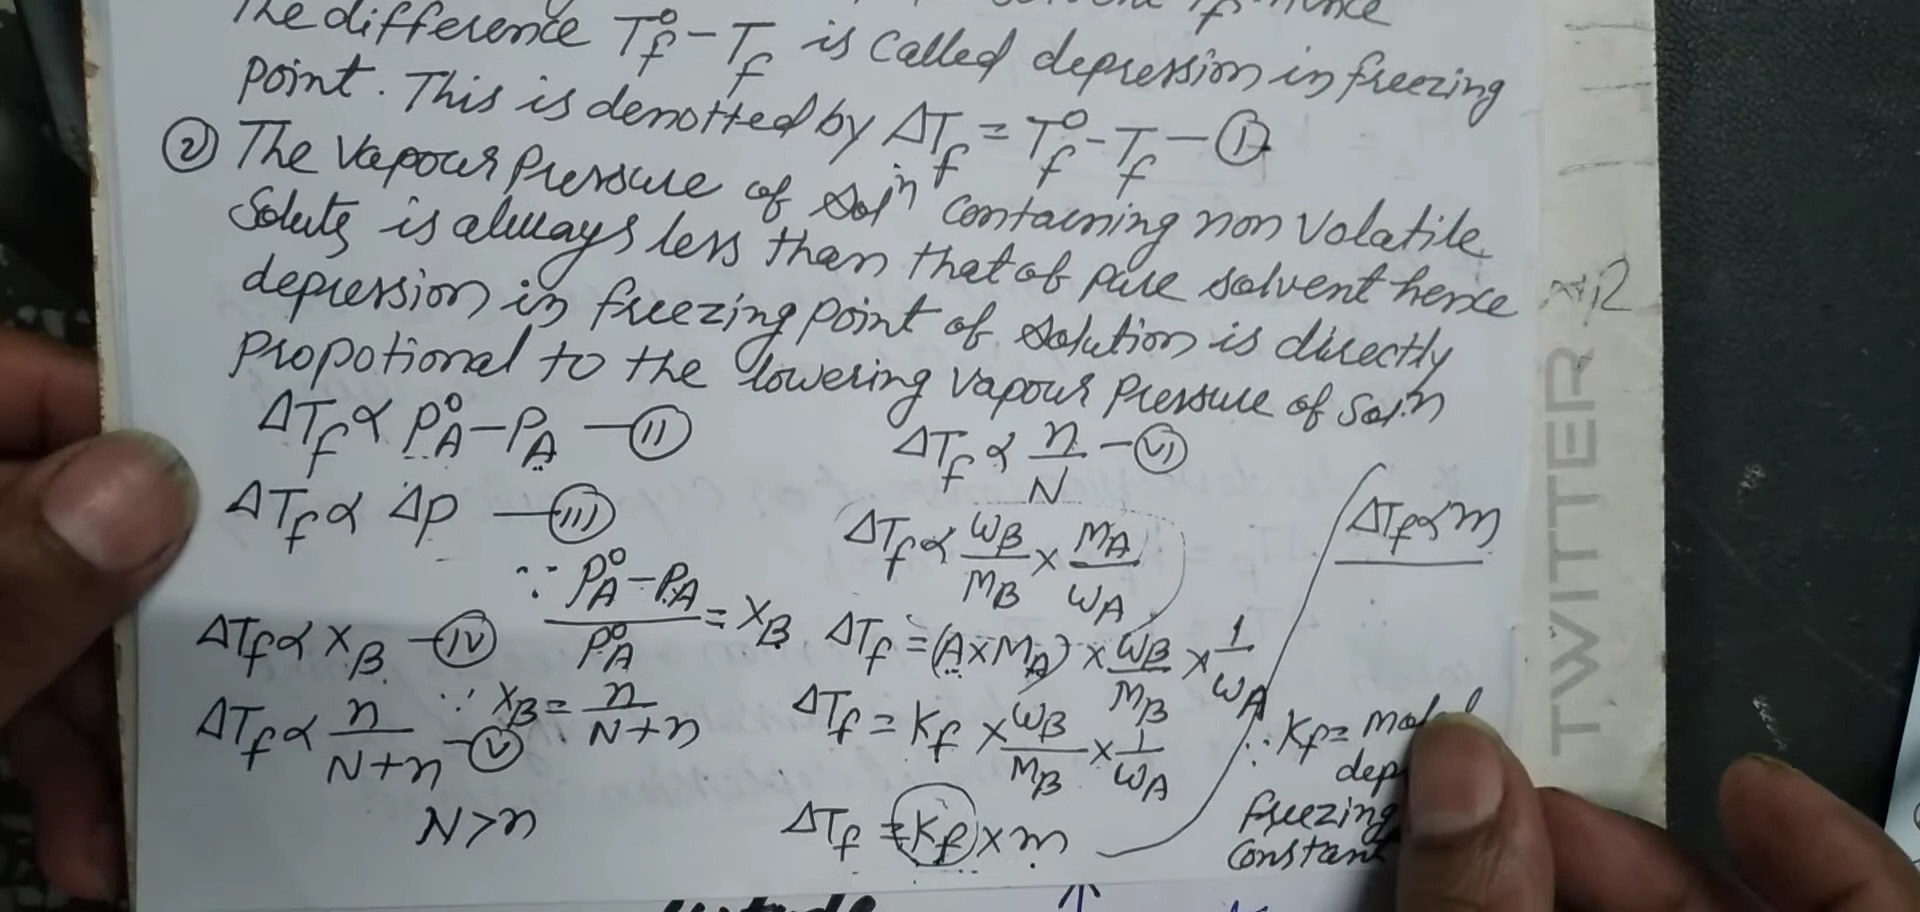 The difference T°f - Tf is called depression in freezing
point. This is denotted by ΔTf = T°f - Tf — (I)
(2) The vapour Pressure of Solⁿ containing non volatile
Solute is always less than that of pure solvent hence
depression in freezing point of solution is directly
propotional to the lowering vapour pressure of Solⁿ
ΔTf ∝ P°A - PA — (II)
ΔTf ∝ Δp — (III)
∵ (P°A - PA)/P°A = XB
ΔTf ∝ XB — (IV)
ΔTf ∝ n/(N+n) — (V) ∵ XB = n/(N+n)
N > n
ΔTf ∝ n/N — (VI)
ΔTf ∝ WB/MB × MA/WA
ΔTf = (A×MA) × WB/MB × 1/WA
ΔTf = Kf × WB/MB × 1/WA
∵ Kf =
freezing
constant
ΔTf = Kf × m
ΔTf ∝ m
TWITTER